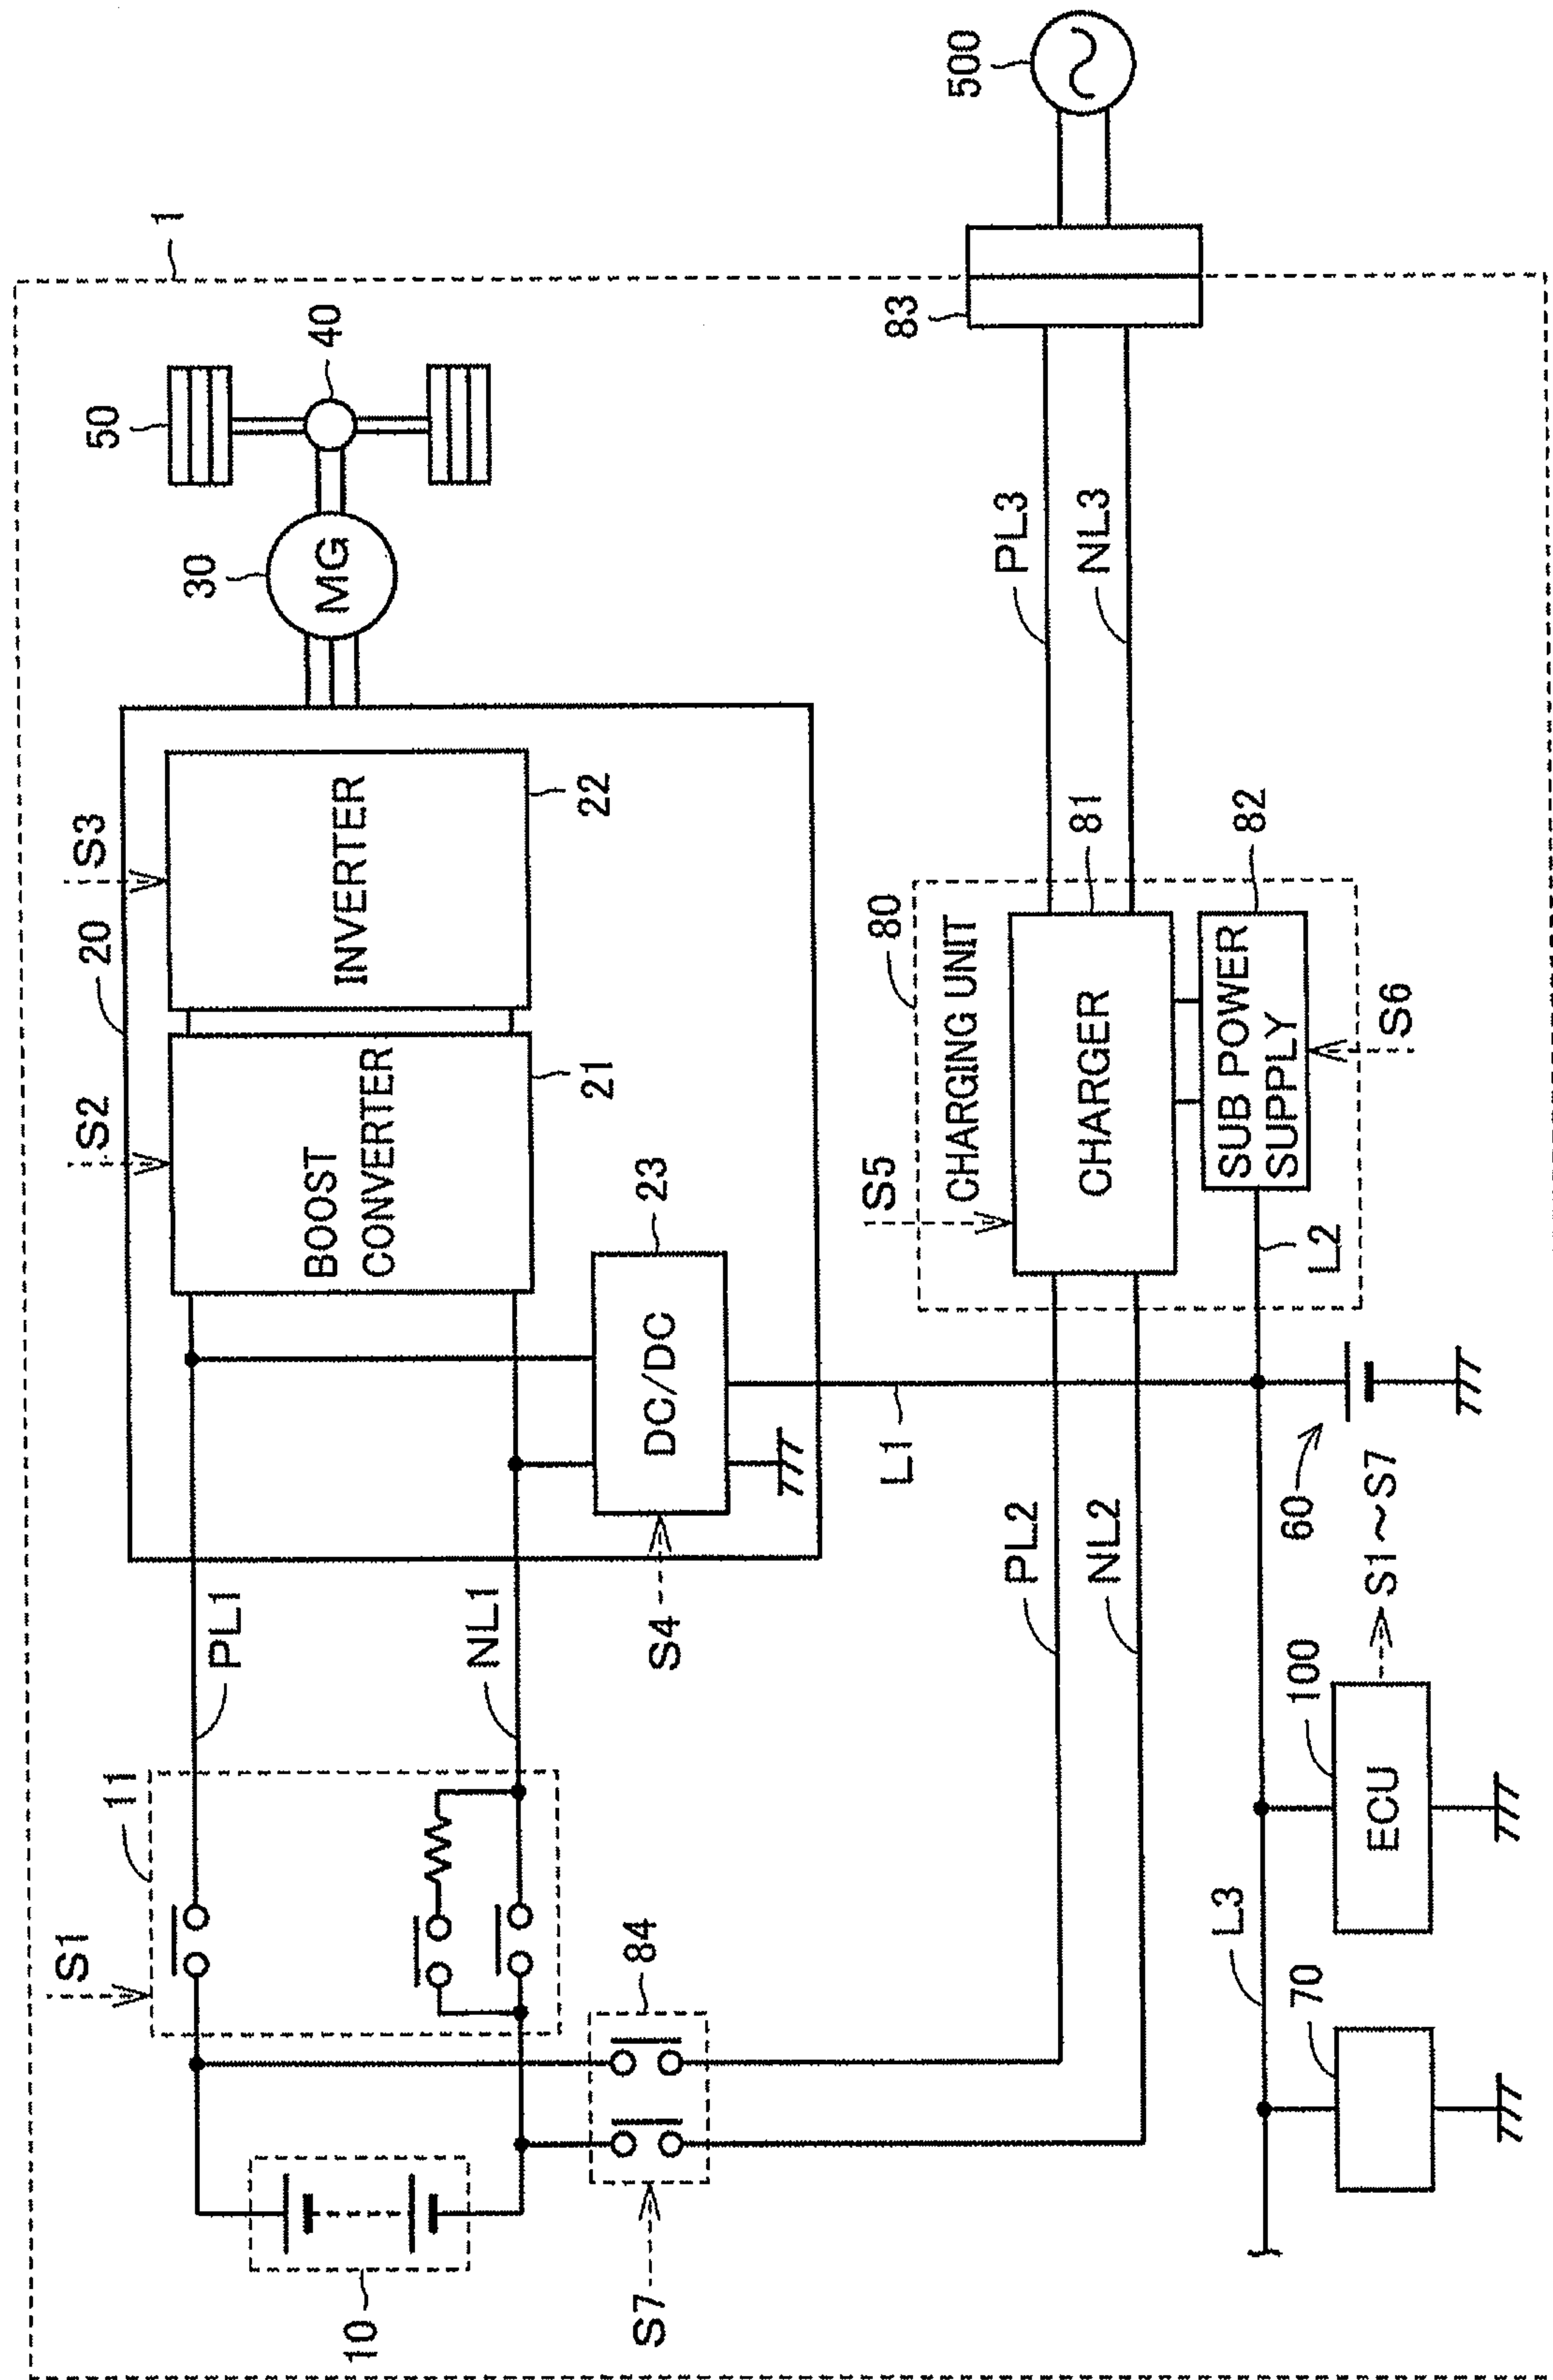 1
500
50
40
30
MG
83
S3
20
S2
INVERTER
22
BOOST
CONVERTER
21
DC/DC
23
S4
L1
PL3
NL3
80
CHARGING UNIT
S5
CHARGER
81
SUB POWER
SUPPLY
82
S6
L2
11
S1
PL1
NL1
10
84
S7
PL2
NL2
60
S1~S7
100
ECU
L3
70